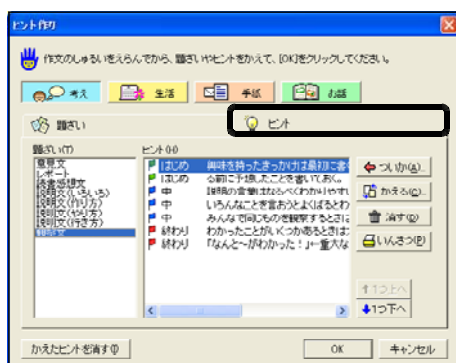 ヒント作り
作文のしゅるいをえらんでから、題ざいやヒントをかえて、[OK]をクリックしてください。
考え 生活 手紙 お話
題ざい ヒント
題ざい(T) ヒント(H)
意見文
レポート
読書感想文
説明文(いろいろ)
説明文(作り方)
説明文(やり方)
説明文(行き方)
はじめ 興味を持ったきっかけは最初に書
る前に予想したことを書いておく。
中 説明の言葉はなるべくわかりやす
中 いろんなことを言おうとよくばるとわ
中 みんなで同じものを観察するときに
終わり わかったことがいくつかあるときは
終わり 「なんと~がわかった!」←重大な
ついか(A)...
かえる(C)...
消す(D)
いんさつ(P)
1つ上へ
1つ下へ
かえたヒントを消す(I)
OK キャンセル